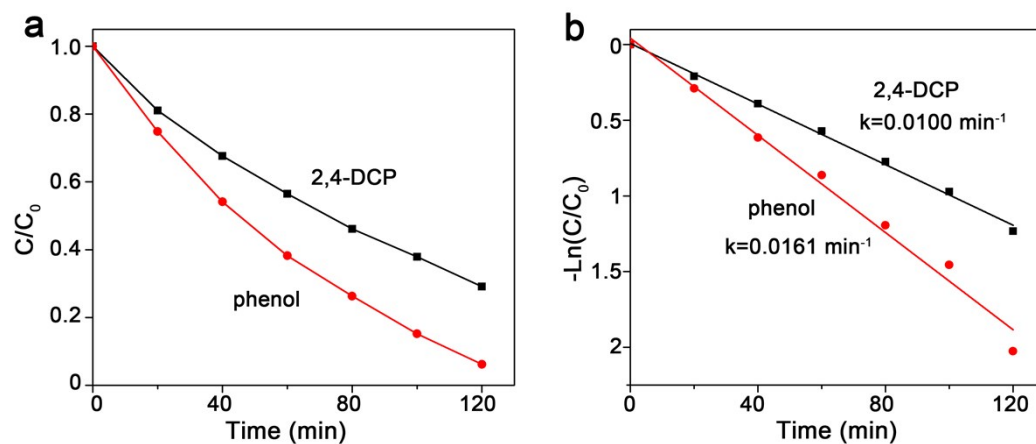 a
C/C₀
1.0
0.8
0.6
0.4
0.2
0
2,4-DCP
phenol
0
40
80
120
Time (min)
b
-Ln(C/C₀)
0
0.5
1
1.5
2
2,4-DCP
k=0.0100 min⁻¹
phenol
k=0.0161 min⁻¹
0
40
80
120
Time (min)